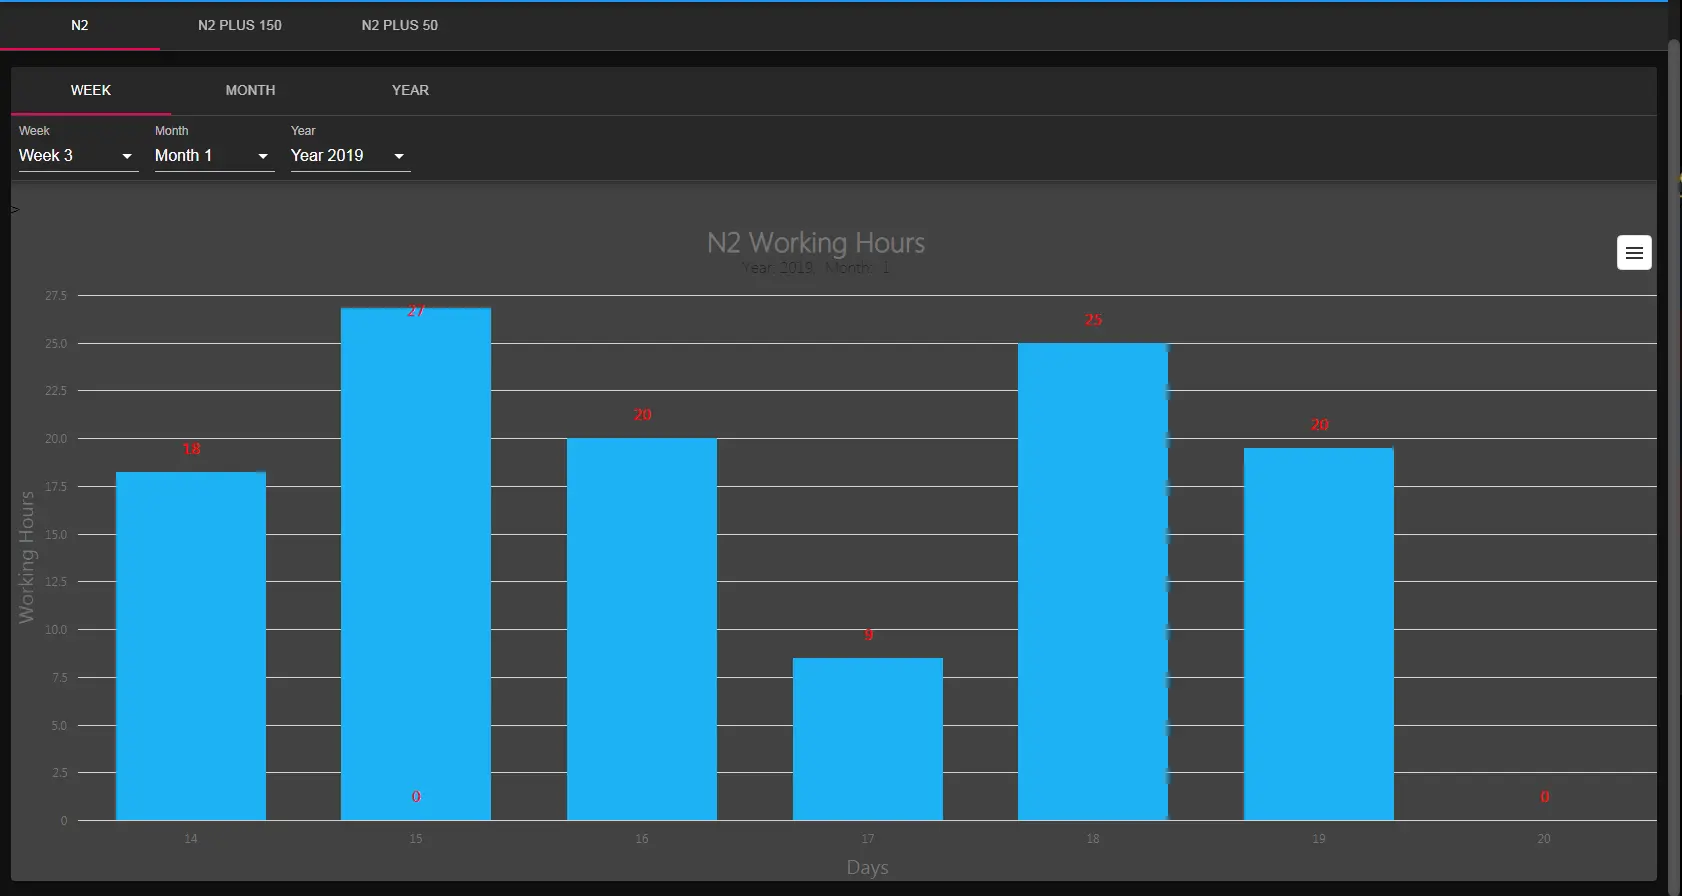 N2 N2 PLUS 150 N2 PLUS 50
WEEK MONTH YEAR
Week Month Year
Week 3 Month 1 Year 2019
>
N2 Working Hours
Year: 2019, Month: 1
27.5
25.0
22.5
20.0
17.5
15.0
12.5
10.0
7.5
5.0
2.5
0
Working Hours
18
27
0
20
9
25
20
0
14 15 16 17 18 19 20
Days